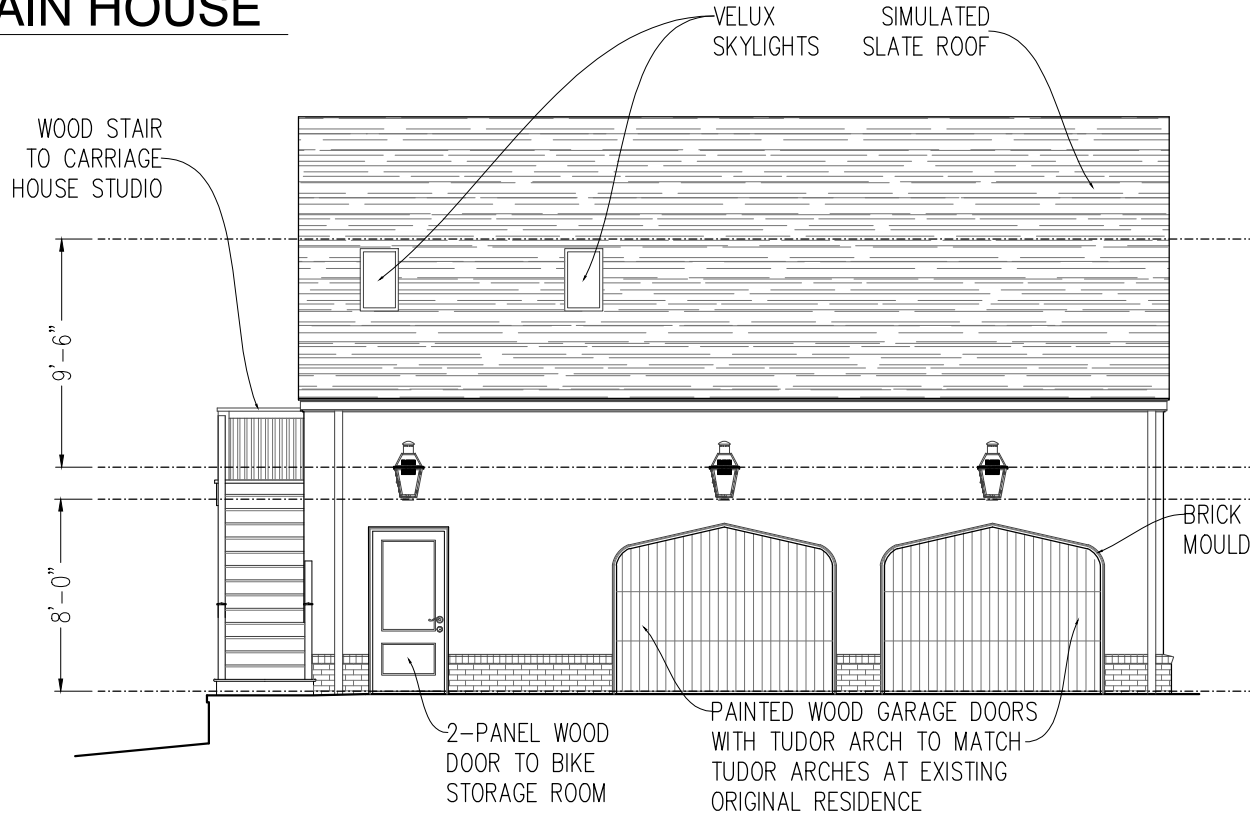 AIN HOUSE
VELUX
SKYLIGHTS
SIMULATED
SLATE ROOF
WOOD STAIR
TO CARRIAGE
HOUSE STUDIO
9'-6"
8'-0"
BRICK
MOULD
2-PANEL WOOD
DOOR TO BIKE
STORAGE ROOM
PAINTED WOOD GARAGE DOORS
WITH TUDOR ARCH TO MATCH
TUDOR ARCHES AT EXISTING
ORIGINAL RESIDENCE